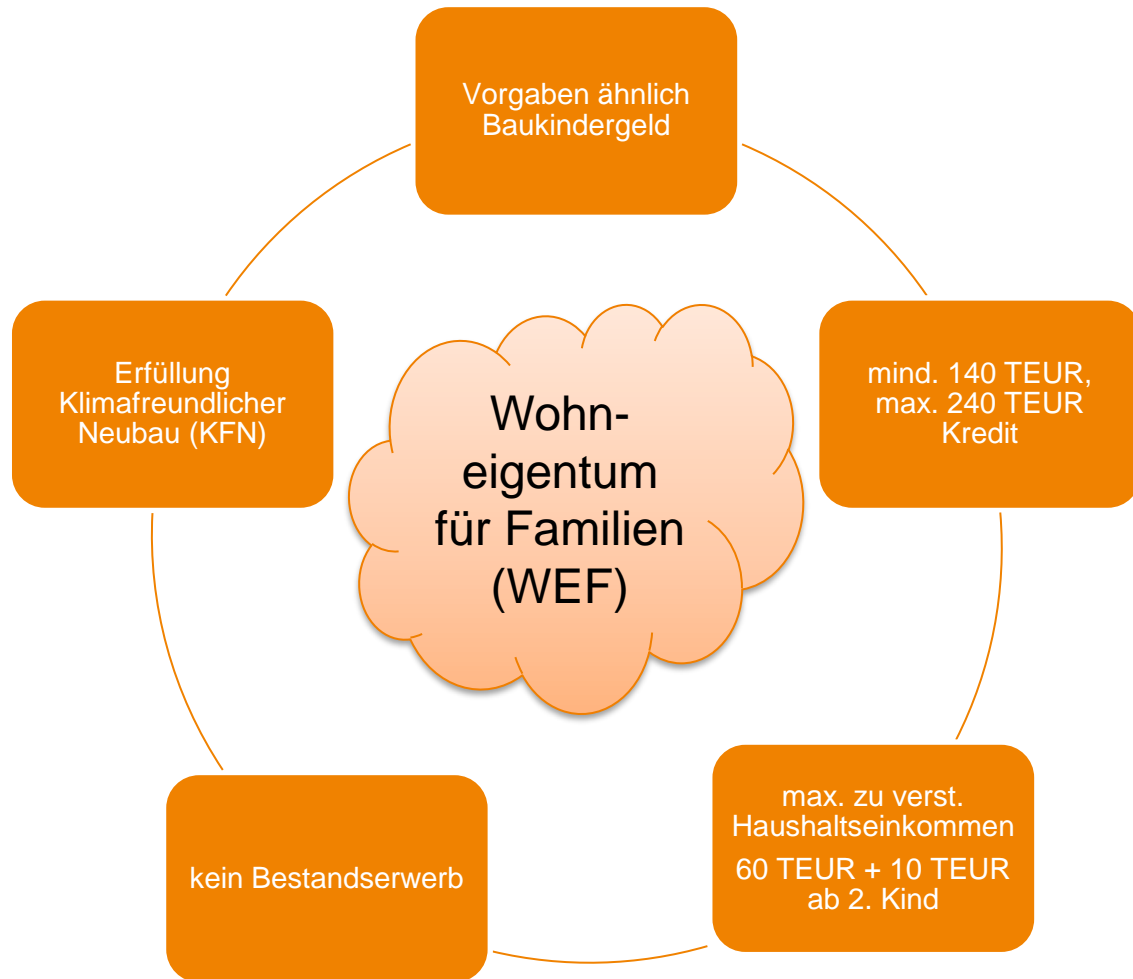 Vorgaben ähnlich
Baukindergeld
Erfüllung
Klimafreundlicher
Neubau (KFN)
Wohn-
eigentum
für Familien
(WEF)
mind. 140 TEUR,
max. 240 TEUR
Kredit
kein Bestandserwerb
max. zu verst.
Haushaltseinkommen
60 TEUR + 10 TEUR
ab 2. Kind